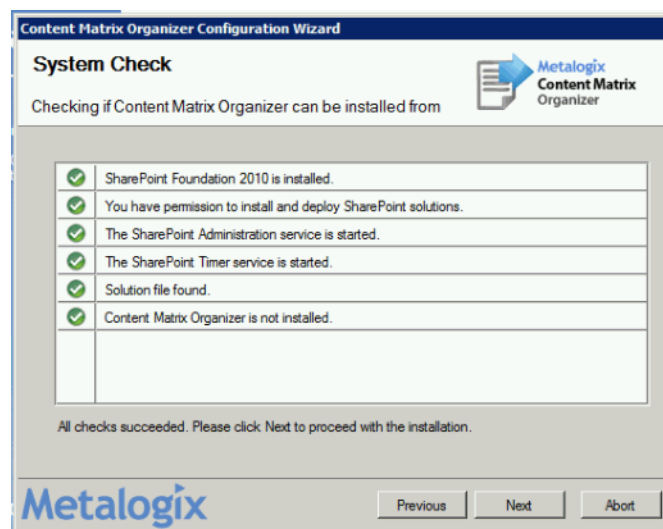 Content Matrix Organizer Configuration Wizard
System Check
Metalogix
Content Matrix
Organizer
Checking if Content Matrix Organizer can be installed from
SharePoint Foundation 2010 is installed.
You have permission to install and deploy SharePoint solutions.
The SharePoint Administration service is started.
The SharePoint Timer service is started.
Solution file found.
Content Matrix Organizer is not installed.
All checks succeeded. Please click Next to proceed with the installation.
Metalogix
Previous
Next
Abort